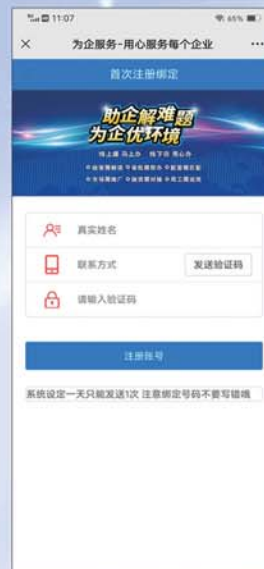 11:07
65%
为企服务-用心服务每个企业
首次注册绑定
助企解难题
为企优环境
真实姓名
联系方式
发送验证码
请输入验证码
注册账号
系统设定一天只能发送1次 注意绑定号码不要写错哦